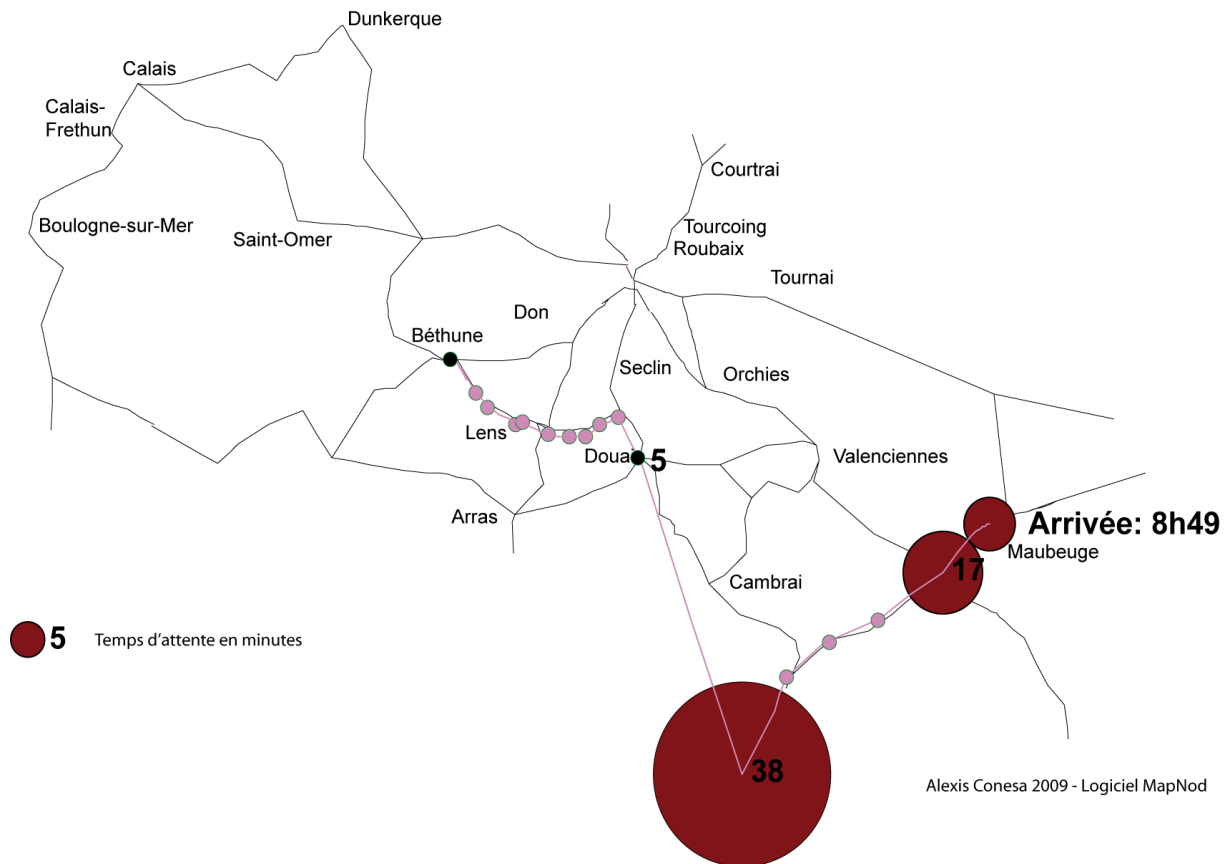 Dunkerque
Calais
Calais-
Frethun
Courtrai
Boulogne-sur-Mer
Saint-Omer
Tourcoing
Roubaix
Tournai
Don
Béthune
Seclin
Orchies
Lens
Douai
5
Valenciennes
Arras
Arrivée: 8h49
Maubeuge
17
Cambrai
5
Temps d'attente en minutes
38
Alexis Conesa 2009 - Logiciel MapNod